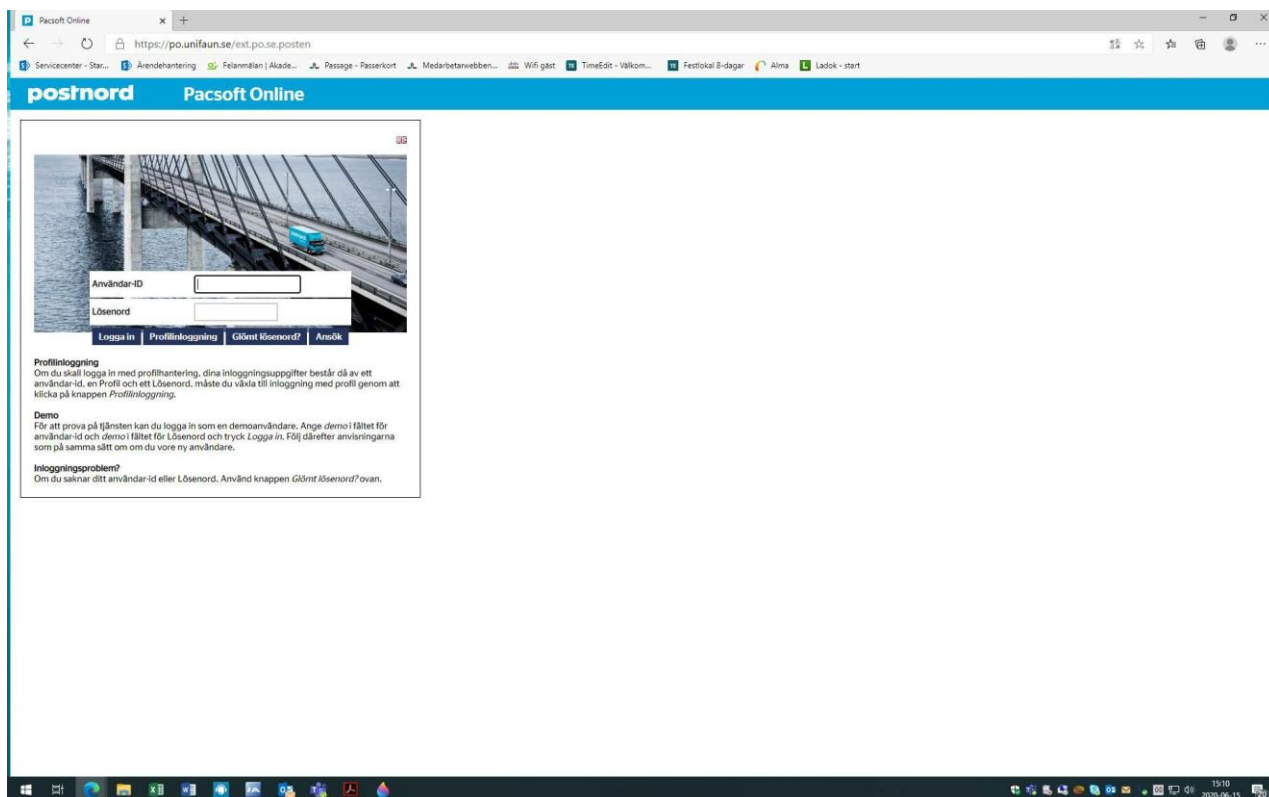 Pacsoft Online
https://po.unifaun.se/ext.po.se.posten
Servicecenter - Star... Ärendehantering Felanmälan | Akade... Passage - Passerkort Medarbetarwebben... Wifi gäst TimeEdit - Välkom... Festlokal 8-dagar Alma Ladok - start
postnord Pacsoft Online
Användar-ID
Lösenord
Logga in Profilinloggning Glömt lösenord? Ansök
Profilinloggning
Om du skall logga in med profilhantering, dina inloggningsuppgifter består då av ett
användar-id, en Profil och ett Lösenord, måste du växla till inloggning med profil genom att
klicka på knappen Profilinloggning.
Demo
För att prova på tjänsten kan du logga in som en demoanvändare. Ange demo i fältet för
användar-id och demo i fältet för Lösenord och tryck Logga in. Följ därefter anvisningarna
som på samma sätt om om du vore ny användare.
Inloggningsproblem?
Om du saknar ditt användar-id eller Lösenord. Använd knappen Glömt lösenord? ovan.
15:10
2020-06-15
20